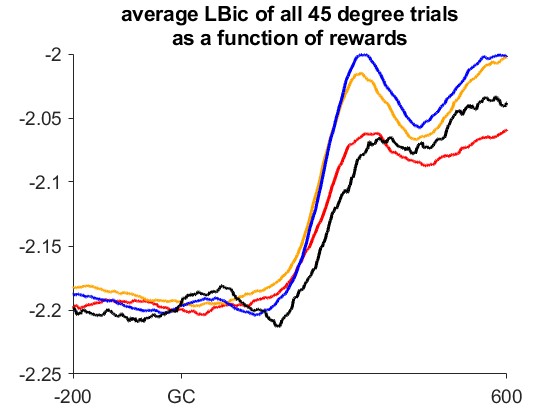 average LBic of all 45 degree trials
as a function of rewards
-2
-2.05
-2.1
-2.15
-2.2
-2.25
-200 GC 600